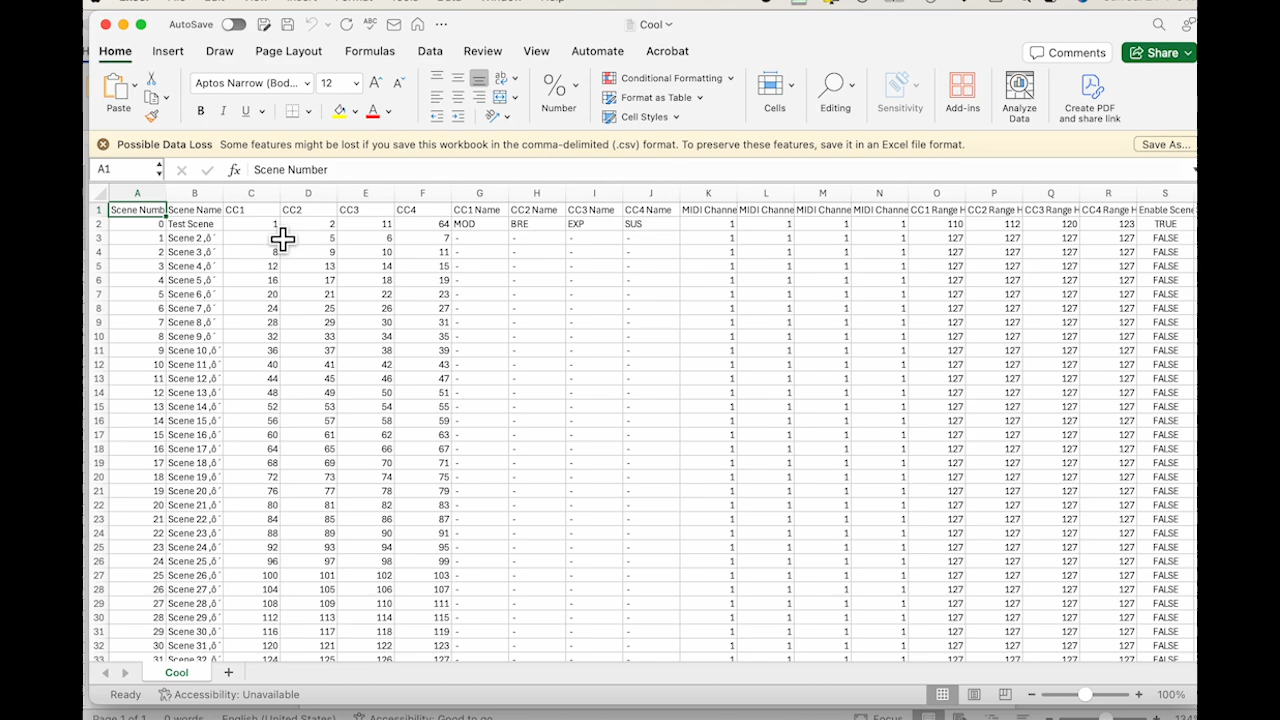 AutoSave
Cool
Home Insert Draw Page Layout Formulas Data Review View Automate Acrobat Comments Share
Paste
Aptos Narrow (Bod... 12
B I U
Number
Conditional Formatting
Format as Table
Cell Styles
Cells Editing Sensitivity Add-ins Analyze Data Create PDF and share link
Possible Data Loss Some features might be lost if you save this workbook in the comma-delimited (.csv) format. To preserve these features, save it in an Excel file format. Save As...
A1 fx Scene Number
A B C D E F G H I J K L M N O P Q R S
1 Scene Numb Scene Name CC1 CC2 CC3 CC4 CC1 Name CC2 Name CC3 Name CC4 Name MIDI Channe MIDI Channe MIDI Channe MIDI Channe CC1 Range H CC2 Range H CC3 Range H CC4 Range H Enable Scene
2 0 Test Scene 1 2 11 64 MOD BRE EXP SUS 1 1 1 1 110 112 120 123 TRUE
3 1 Scene 2‚ð´ 5 6 7 - - - - 1 1 1 1 127 127 127 127 FALSE
4 2 Scene 3‚ð´ 8 9 10 11 - - - - 1 1 1 1 127 127 127 127 FALSE
5 3 Scene 4‚ð´ 12 13 14 15 - - - - 1 1 1 1 127 127 127 127 FALSE
6 4 Scene 5‚ð´ 16 17 18 19 - - - - 1 1 1 1 127 127 127 127 FALSE
7 5 Scene 6‚ð´ 20 21 22 23 - - - - 1 1 1 1 127 127 127 127 FALSE
8 6 Scene 7‚ð´ 24 25 26 27 - - - - 1 1 1 1 127 127 127 127 FALSE
9 7 Scene 8‚ð´ 28 29 30 31 - - - - 1 1 1 1 127 127 127 127 FALSE
10 8 Scene 9‚ð´ 32 33 34 35 - - - - 1 1 1 1 127 127 127 127 FALSE
11 9 Scene 10‚ð´ 36 37 38 39 - - - - 1 1 1 1 127 127 127 127 FALSE
12 10 Scene 11‚ð´ 40 41 42 43 - - - - 1 1 1 1 127 127 127 127 FALSE
13 11 Scene 12‚ð´ 44 45 46 47 - - - - 1 1 1 1 127 127 127 127 FALSE
14 12 Scene 13‚ð´ 48 49 50 51 - - - - 1 1 1 1 127 127 127 127 FALSE
15 13 Scene 14‚ð´ 52 53 54 55 - - - - 1 1 1 1 127 127 127 127 FALSE
16 14 Scene 15‚ð´ 56 57 58 59 - - - - 1 1 1 1 127 127 127 127 FALSE
17 15 Scene 16‚ð´ 60 61 62 63 - - - - 1 1 1 1 127 127 127 127 FALSE
18 16 Scene 17‚ð´ 64 65 66 67 - - - - 1 1 1 1 127 127 127 127 FALSE
19 17 Scene 18‚ð´ 68 69 70 71 - - - - 1 1 1 1 127 127 127 127 FALSE
20 18 Scene 19‚ð´ 72 73 74 75 - - - - 1 1 1 1 127 127 127 127 FALSE
21 19 Scene 20‚ð´ 76 77 78 79 - - - - 1 1 1 1 127 127 127 127 FALSE
22 20 Scene 21‚ð´ 80 81 82 83 - - - - 1 1 1 1 127 127 127 127 FALSE
23 21 Scene 22‚ð´ 84 85 86 87 - - - - 1 1 1 1 127 127 127 127 FALSE
24 22 Scene 23‚ð´ 88 89 90 91 - - - - 1 1 1 1 127 127 127 127 FALSE
25 23 Scene 24‚ð´ 92 93 94 95 - - - - 1 1 1 1 127 127 127 127 FALSE
26 24 Scene 25‚ð´ 96 97 98 99 - - - - 1 1 1 1 127 127 127 127 FALSE
27 25 Scene 26‚ð´ 100 101 102 103 - - - - 1 1 1 1 127 127 127 127 FALSE
28 26 Scene 27‚ð´ 104 105 106 107 - - - - 1 1 1 1 127 127 127 127 FALSE
29 27 Scene 28‚ð´ 108 109 110 111 - - - - 1 1 1 1 127 127 127 127 FALSE
30 28 Scene 29‚ð´ 112 113 114 115 - - - - 1 1 1 1 127 127 127 127 FALSE
31 29 Scene 30‚ð´ 116 117 118 119 - - - - 1 1 1 1 127 127 127 127 FALSE
32 30 Scene 31‚ð´ 120 121 122 123 - - - - 1 1 1 1 127 127 127 127 FALSE
33 31 Scene 32‚ð´ 124 125 126 127 - - - - 1 1 1 1 127 127 127 127 FALSE
Cool
Ready Accessibility: Unavailable 100%
Page 1 of 1 0 words English (United States) Accessibility: Good to go Focus